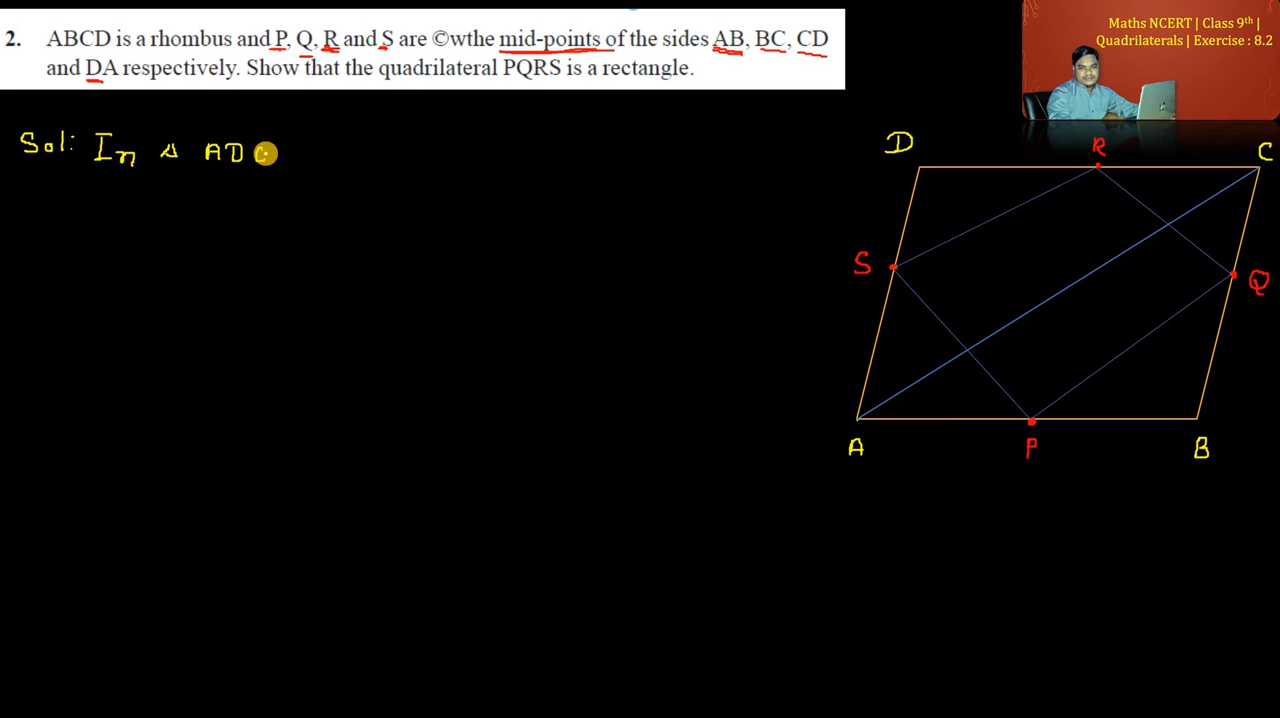 2. ABCD is a rhombus and P, Q, R and S are ©wthe mid-points of the sides AB, BC, CD
and DA respectively. Show that the quadrilateral PQRS is a rectangle.
Maths NCERT | Class 9th |
Quadrilaterals | Exercise : 8.2
Sol: In Δ ADC
D
R
C
S
Q
A
P
B